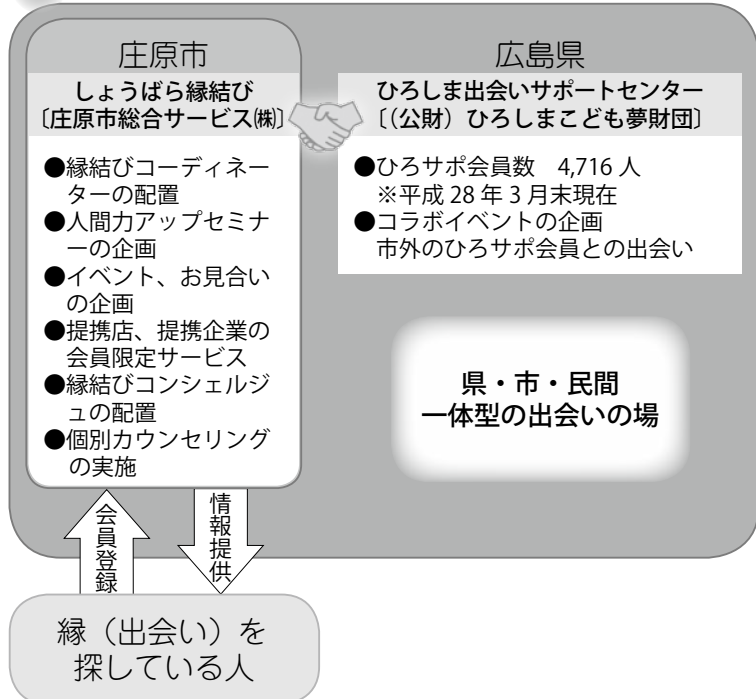 庄原市
しょうばら縁結び
〔庄原市総合サービス㈱〕
●縁結びコーディネー
ターの配置
●人間力アップセミナ
ーの企画
●イベント、お見合い
の企画
●提携店、提携企業の
会員限定サービス
●縁結びコンシェルジ
ュの配置
●個別カウンセリング
の実施
広島県
ひろしま出会いサポートセンター
〔(公財）ひろしまこども夢財団〕
●ひろサポ会員数　4,716 人
※平成 28 年 3 月末現在
●コラボイベントの企画
市外のひろサポ会員との出会い
県・市・民間
一体型の出会いの場
会員登録
情報提供
縁（出会い）を
探している人